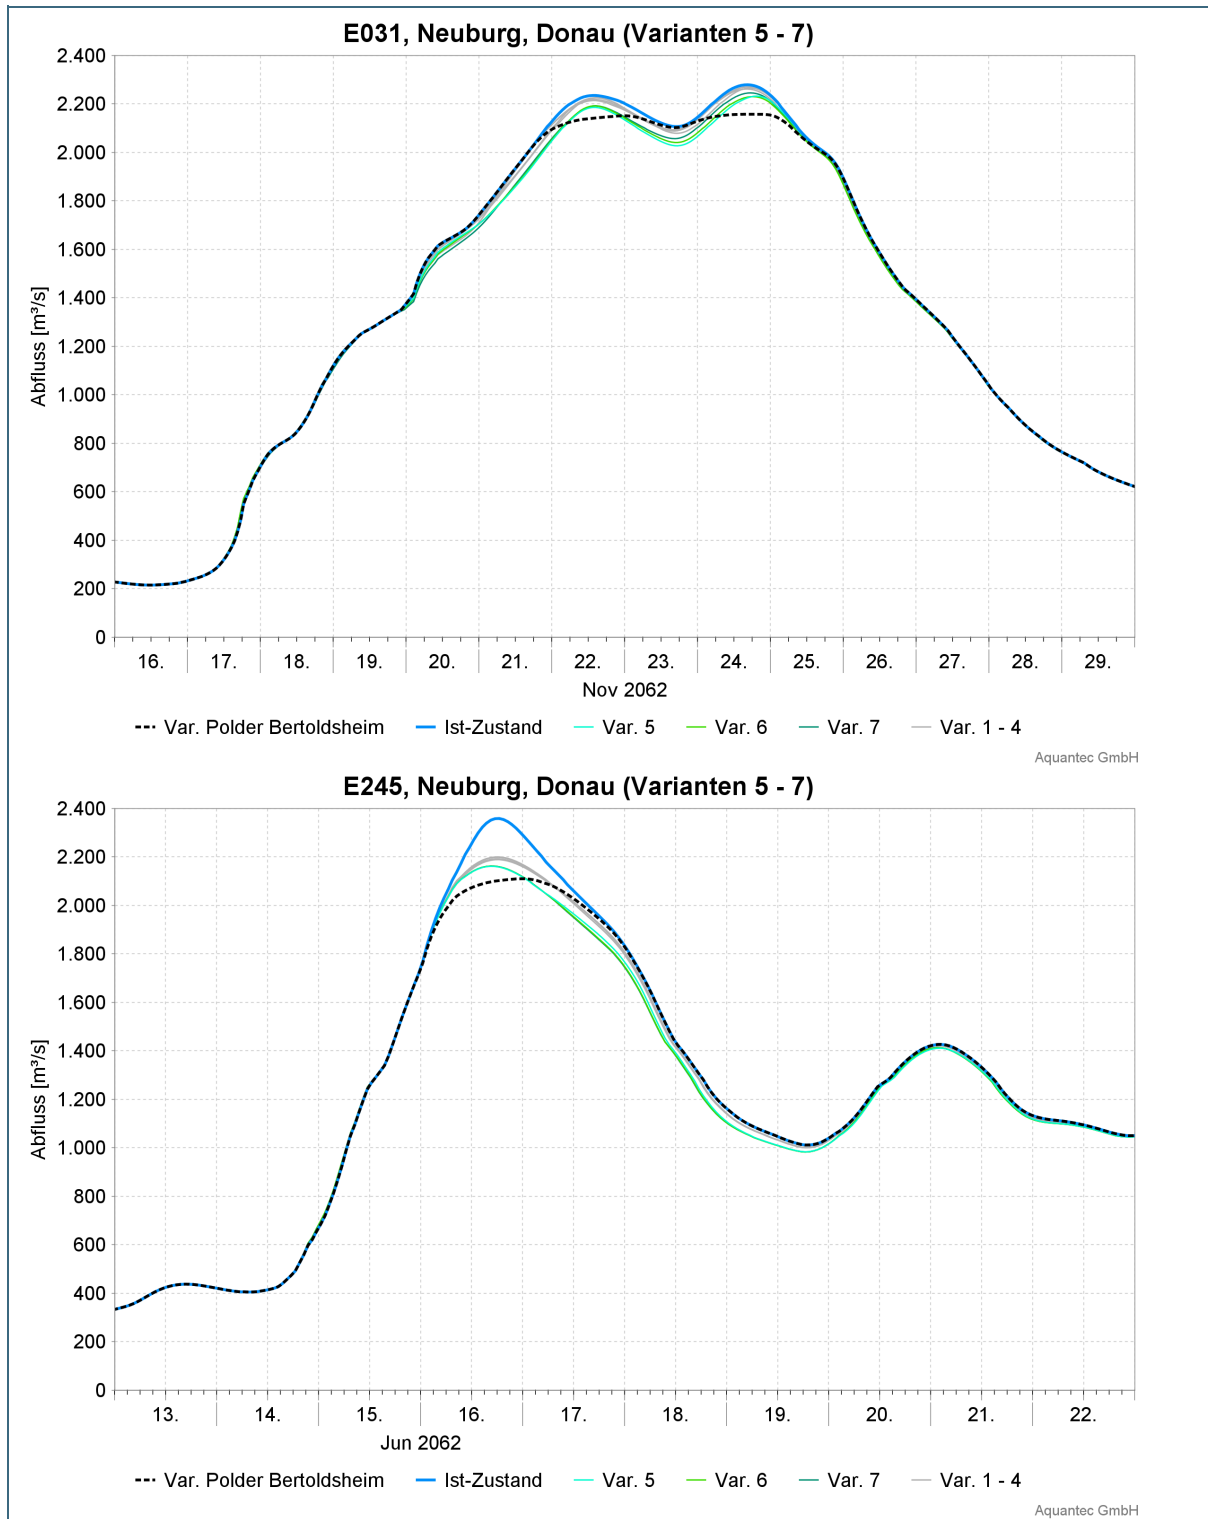 E031, Neuburg, Donau (Varianten 5 - 7)
2.400
2.200
2.000
1.800
1.600
1.400
1.200
1.000
800
600
400
200
0
Abfluss [m³/s]
16. 17. 18. 19. 20. 21. 22. 23. 24. 25. 26. 27. 28. 29.
Nov 2062
Var. Polder Bertoldsheim Ist-Zustand Var. 5 Var. 6 Var. 7 Var. 1 - 4
Aquantec GmbH
E245, Neuburg, Donau (Varianten 5 - 7)
2.400
2.200
2.000
1.800
1.600
1.400
1.200
1.000
800
600
400
200
0
Abfluss [m³/s]
13. 14. 15. 16. 17. 18. 19. 20. 21. 22.
Jun 2062
Var. Polder Bertoldsheim Ist-Zustand Var. 5 Var. 6 Var. 7 Var. 1 - 4
Aquantec GmbH